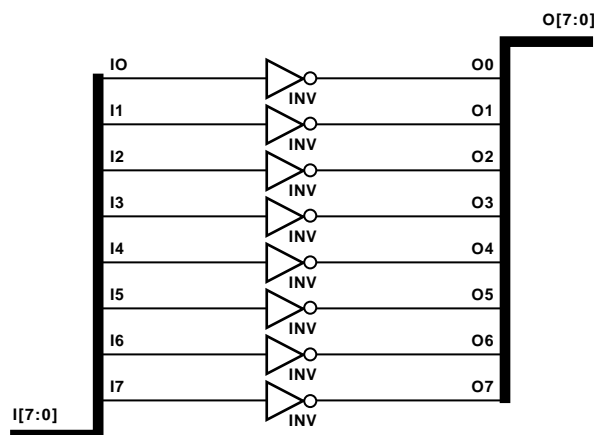 O[7:0]
IO O0
INV
I1 O1
INV
I2 O2
INV
I3 O3
INV
I4 O4
INV
I5 O5
INV
I6 O6
INV
I7 O7
INV
I[7:0]